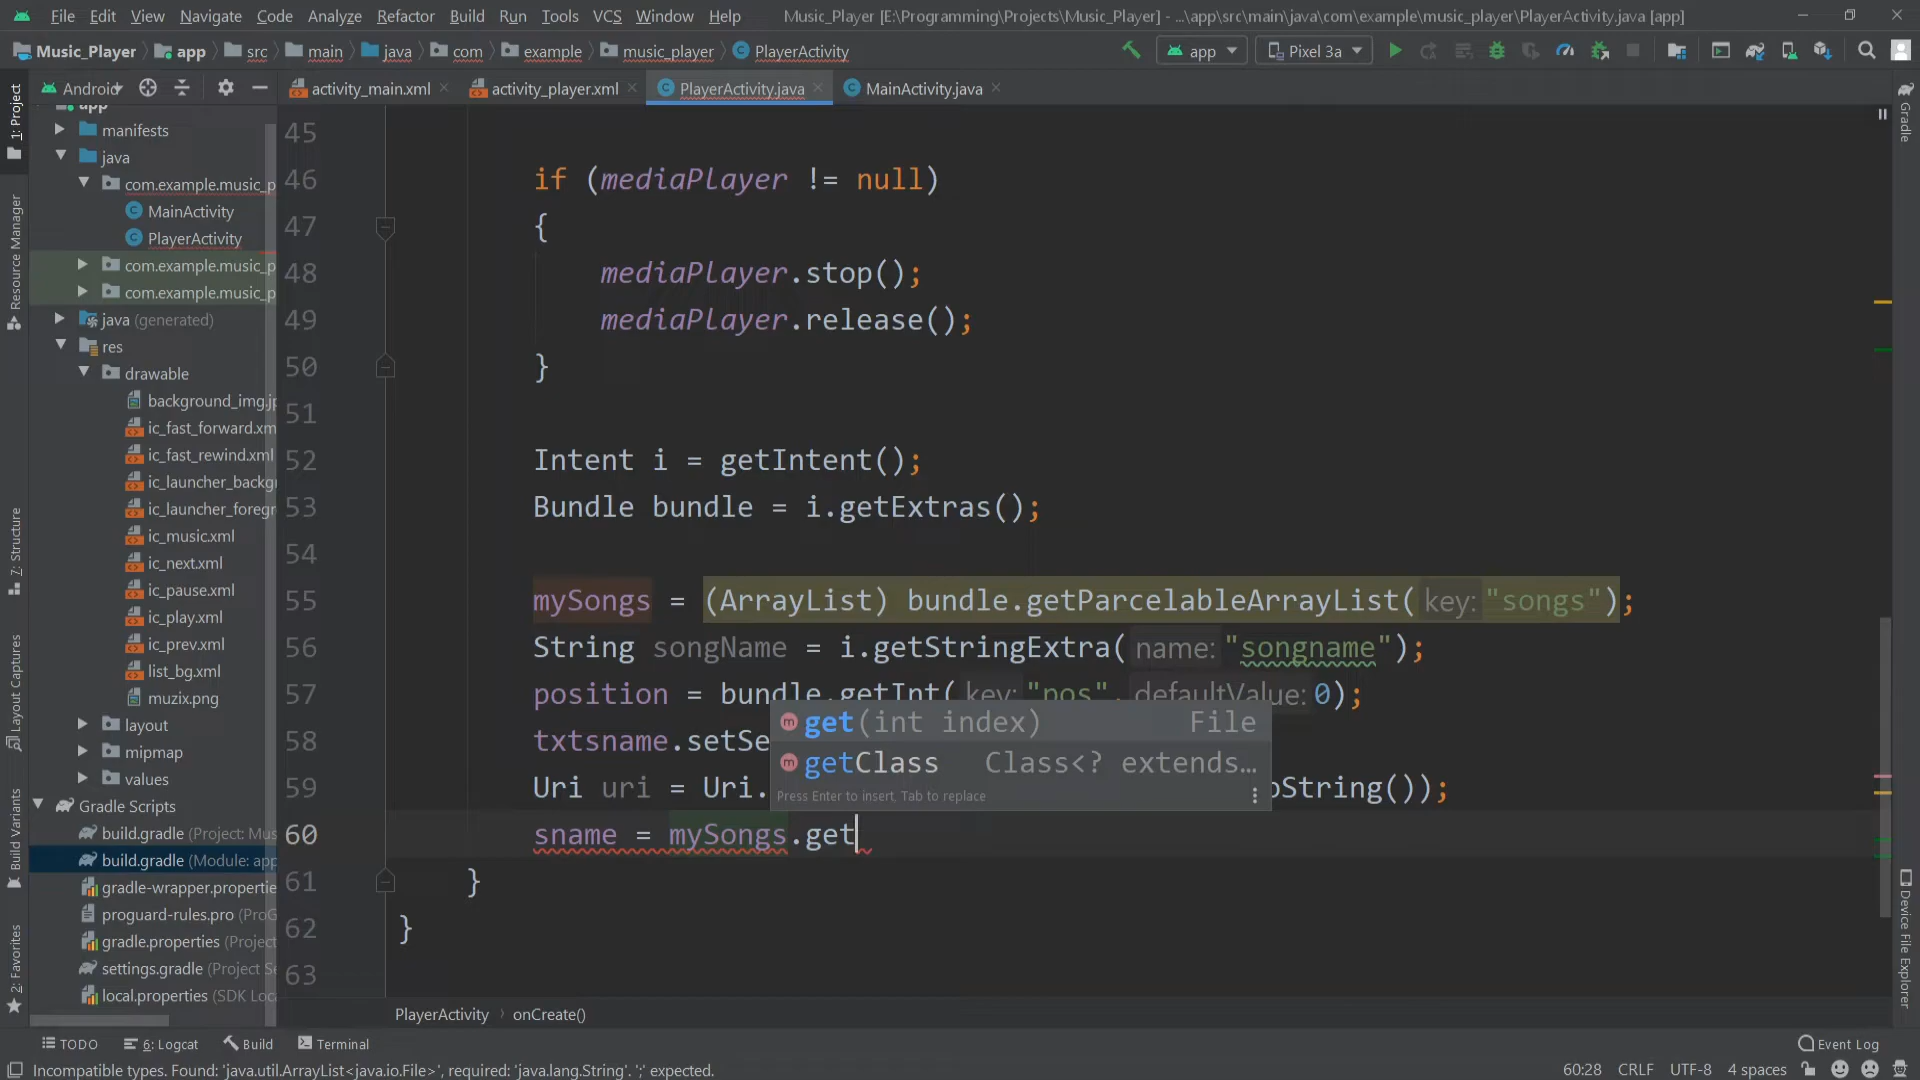 File Edit View Navigate Code Analyze Refactor Build Run Tools VCS Window Help Music_Player [E:\Programming\Projects\Music_Player] - ...\app\src\main\java\com\example\music_player\PlayerActivity.java [app]
Music_Player app src main java com example music_player PlayerActivity app Pixel 3a
Android activity_main.xml activity_player.xml PlayerActivity.java MainActivity.java
1: Project
Resource Manager
7: Structure
Layout Captures
Build Variants
2: Favorites
app
manifests
java
com.example.music_p
MainActivity
PlayerActivity
com.example.music_p
com.example.music_p
java (generated)
res
drawable
background_img.jp
ic_fast_forward.xm
ic_fast_rewind.xml
ic_launcher_backg
ic_launcher_foregr
ic_music.xml
ic_next.xml
ic_pause.xml
ic_play.xml
ic_prev.xml
list_bg.xml
muzix.png
layout
mipmap
values
Gradle Scripts
build.gradle (Project: Mus
build.gradle (Module: app
gradle-wrapper.propertie
proguard-rules.pro (ProG
gradle.properties (Project
settings.gradle (Project Se
local.properties (SDK Loca
45
46 if (mediaPlayer != null)
47 {
48 mediaPlayer.stop();
49 mediaPlayer.release();
50 }
51
52 Intent i = getIntent();
53 Bundle bundle = i.getExtras();
54
55 mySongs = (ArrayList) bundle.getParcelableArrayList( key: "songs");
56 String songName = i.getStringExtra( name: "songname");
57 position = bundle.getInt( key: "pos", defaultValue: 0);
58 txtsname.setSe
59 Uri uri = Uri. oString());
60 sname = mySongs.get
61 }
62 }
63
get(int index) File
getClass Class<? extends…
Press Enter to insert, Tab to replace
Gradle
Device File Explorer
PlayerActivity onCreate()
TODO 6: Logcat Build Terminal Event Log
Incompatible types. Found: 'java.util.ArrayList<java.io.File>', required: 'java.lang.String'. ';' expected. 60:28 CRLF UTF-8 4 spaces